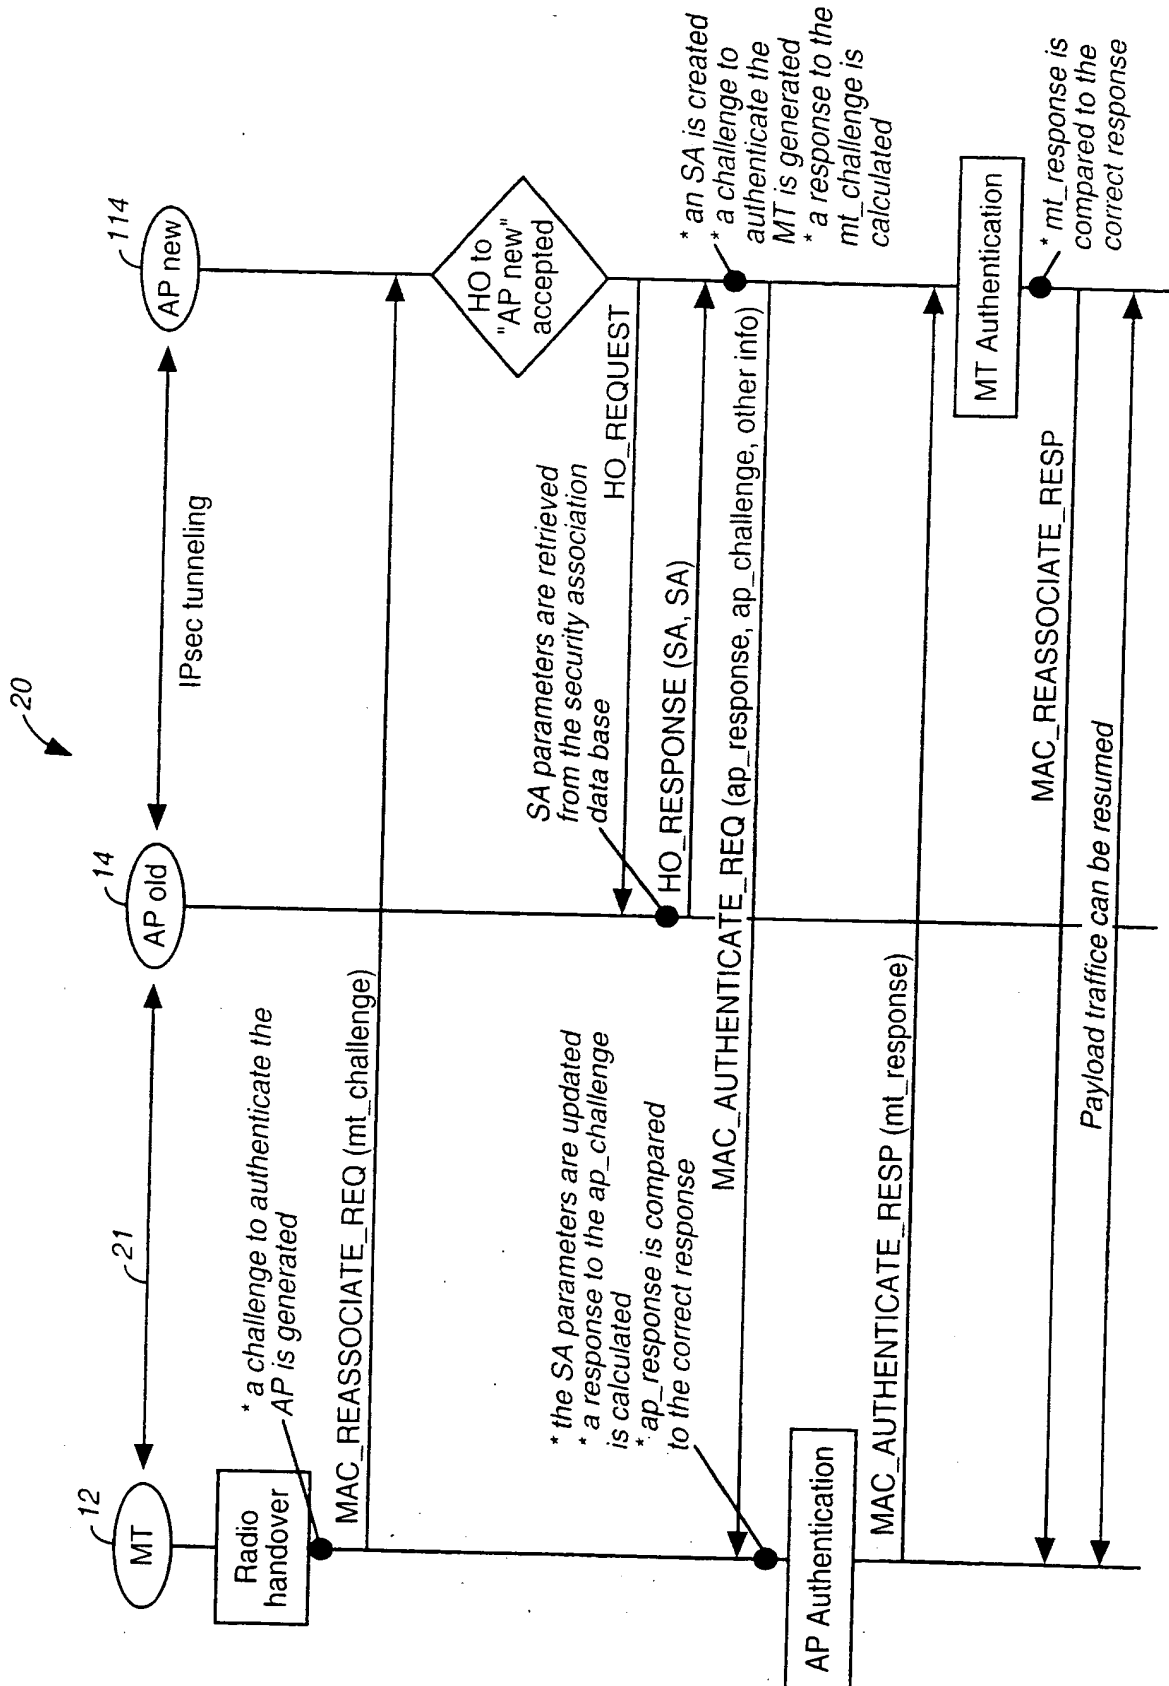 20
12
MT
21
14
AP old
IPsec tunneling
114
AP new
Radio
handover
* a challenge to authenticate the
AP is generated
MAC_REASSOCIATE_REQ (mt_challenge)
HO to
"AP new"
accepted
HO_REQUEST
SA parameters are retrieved
from the security association
data base
HO_RESPONSE (SA, SA)
* an SA is created
* a challenge to
authenticate the
MT is generated
* a response to the
mt_challenge is
calculated
MAC_AUTHENTICATE_REQ (ap_response, ap_challenge, other info)
* the SA parameters are updated
* a response to the ap_challenge
is calculated
* ap_response is compared
to the correct response
AP Authentication
MAC_AUTHENTICATE_RESP (mt_response)
MT Authentication
* mt_response is
compared to the
correct response
MAC_REASSOCIATE_RESP
Payload traffice can be resumed